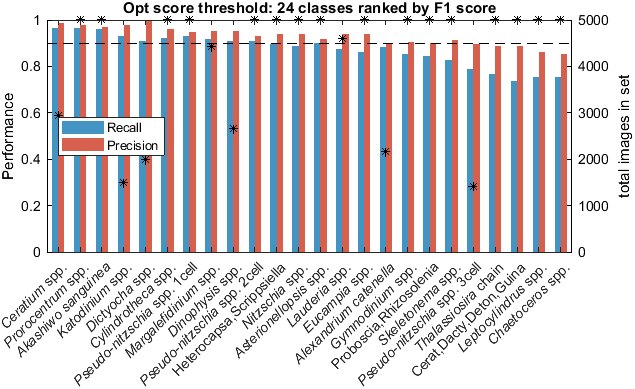 Opt score threshold: 24 classes ranked by F1 score
Performance
1
0.8
0.6
0.4
0.2
0
Recall
Precision
5000
4000
3000
2000
1000
0
total images in set
Ceratium spp.
Prorocentrum spp.
Akashiwo sanguinea
Katodinium spp.
Dictyocha spp.
Cylindrotheca spp.
Pseudo-nitzschia spp. 1cell
Margalefidinium spp.
Dinophysis spp.
Pseudo-nitzschia spp. 2cell
Heterocapsa,Scrippsiella
Nitzschia spp.
Asterionellopsis spp.
Lauderia spp.
Eucampia spp.
Alexandrium catenella
Gymnodinium spp.
Proboscia,Rhizosolenia
Skeletonema spp.
Pseudo-nitzschia spp. 3cell
Thalassiosira chain
Cerat,Dacty,Deton,Guina
Leptocylindrus spp.
Chaetoceros spp.